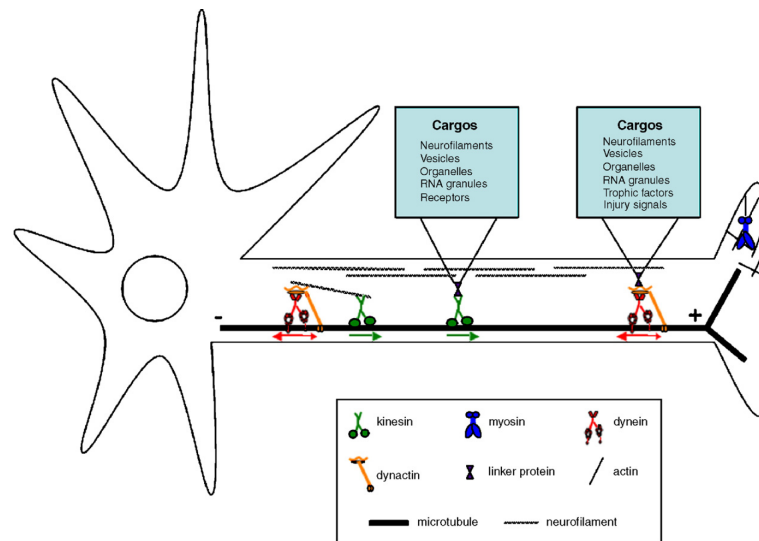 Cargos
Neurofilaments
Vesicles
Organelles
RNA granules
Receptors
Cargos
Neurofilaments
Vesicles
Organelles
RNA granules
Trophic factors
Injury signals
- +
kinesin myosin dynein
dynactin linker protein actin
microtubule neurofilament